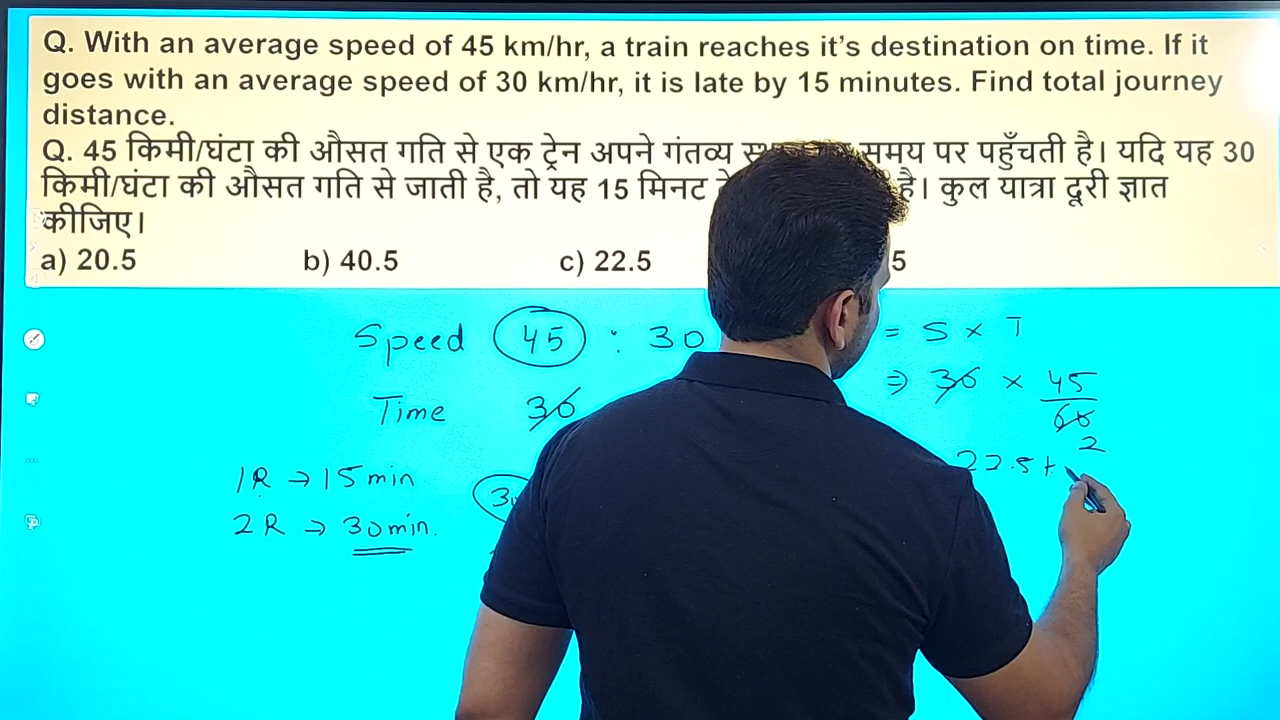 Q. With an average speed of 45 km/hr, a train reaches it’s destination on time. If it
goes with an average speed of 30 km/hr, it is late by 15 minutes. Find total journey
distance.
Q. 45 किमी/घंटा की औसत गति से एक ट्रेन अपने गंतव्य समय पर पहुँचती है। यदि यह 30
किमी/घंटा की औसत गति से जाती है, तो यह 15 मिनट है। कुल यात्रा दूरी ज्ञात
कीजिए।
a) 20.5 b) 40.5 c) 22.5 5
Speed 45 : 30 = S × T
⇒ 30 × 45
60
Time 30
2
22.5 k
1R → 15 min
2R → 30 min.